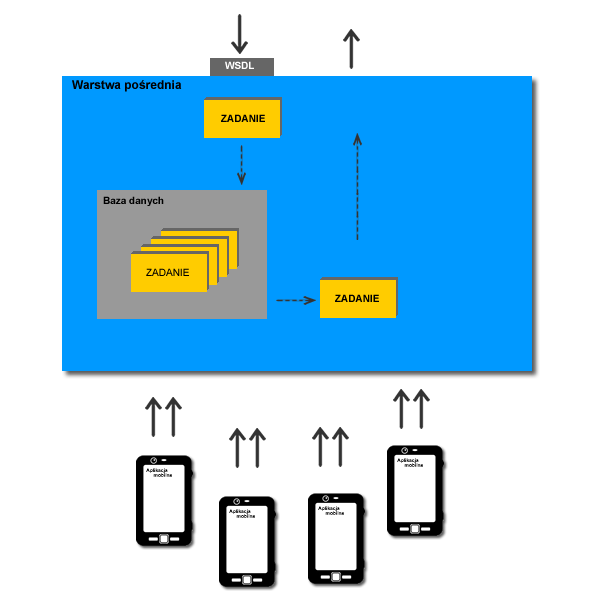 WSDL
Warstwa pośrednia
ZADANIE
Baza danych
ZADANIE
ZADANIE
Aplikacja
mobilna
Aplikacja
mobilna
Aplikacja
mobilna
Aplikacja
mobilna